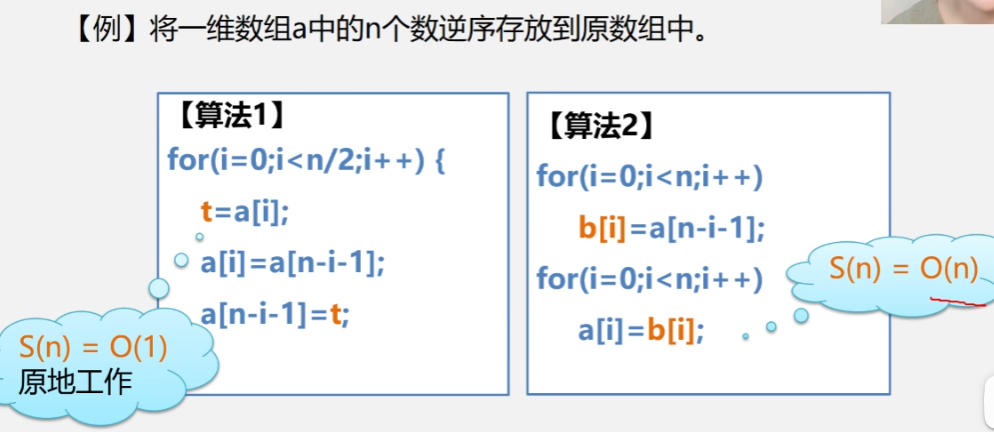 【例】将一维数组a中的n个数逆序存放到原数组中。
【算法1】
for(i=0;i<n/2;i++) {
t=a[i];
a[i]=a[n-i-1];
a[n-i-1]=t;
S(n) = O(1)
原地工作
【算法2】
for(i=0;i<n;i++)
b[i]=a[n-i-1];
for(i=0;i<n;i++)
a[i]=b[i];
S(n) = O(n)